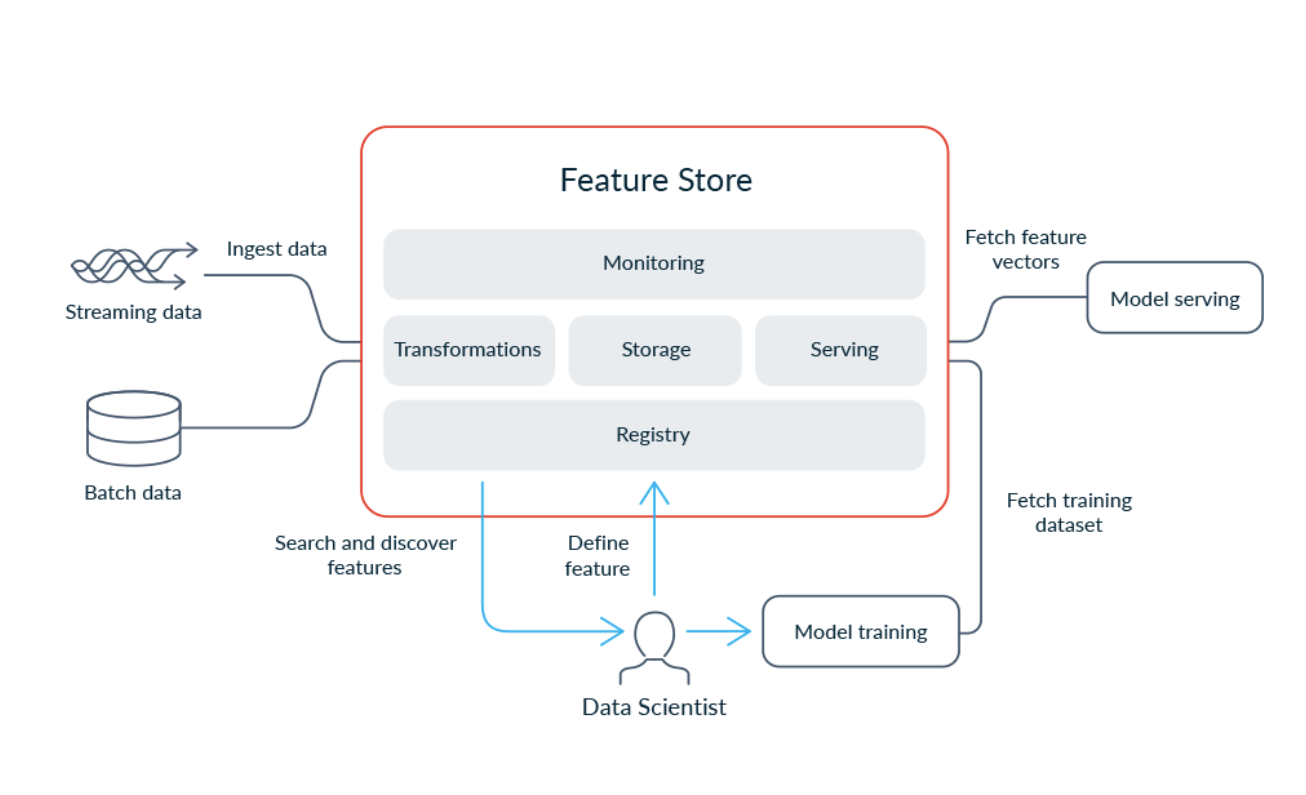 Feature Store
Monitoring
Transformations
Storage
Serving
Registry
Ingest data
Streaming data
Batch data
Fetch feature
vectors
Model serving
Fetch training
dataset
Search and discover
features
Define
feature
Model training
Data Scientist